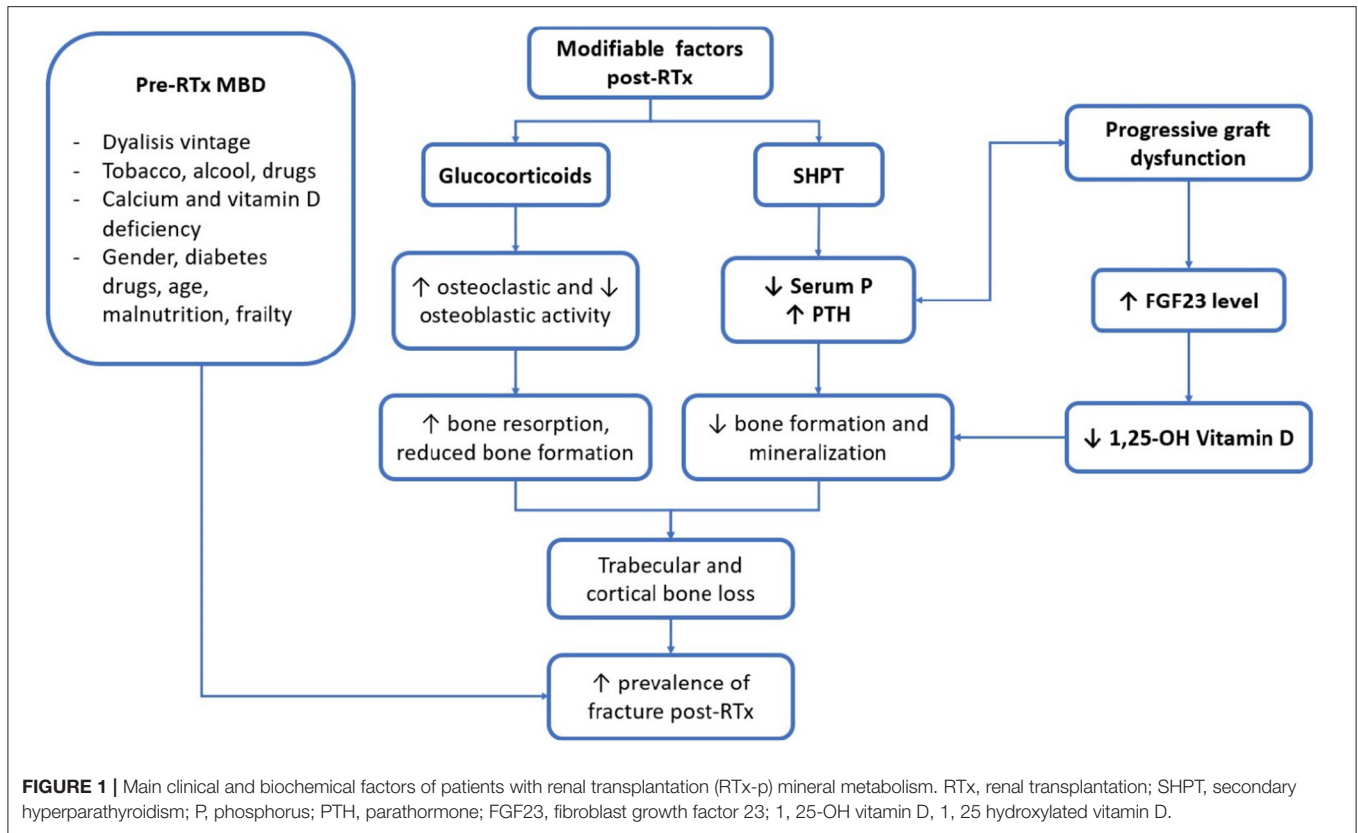 Pre-RTx MBD
- Dyalisis vintage
- Tobacco, alcool, drugs
- Calcium and vitamin D
deficiency
- Gender, diabetes
drugs, age,
malnutrition, frailty
Modifiable factors
post-RTx
Glucocorticoids
SHPT
Progressive graft
dysfunction
↑ osteoclastic and ↓
osteoblastic activity
↓ Serum P
↑ PTH
↑ FGF23 level
↑ bone resorption,
reduced bone formation
↓ bone formation and
mineralization
↓ 1,25-OH Vitamin D
Trabecular and
cortical bone loss
↑ prevalence of
fracture post-RTx
FIGURE 1 | Main clinical and biochemical factors of patients with renal transplantation (RTx-p) mineral metabolism. RTx, renal transplantation; SHPT, secondary
hyperparathyroidism; P, phosphorus; PTH, parathormone; FGF23, fibroblast growth factor 23; 1, 25-OH vitamin D, 1, 25 hydroxylated vitamin D.